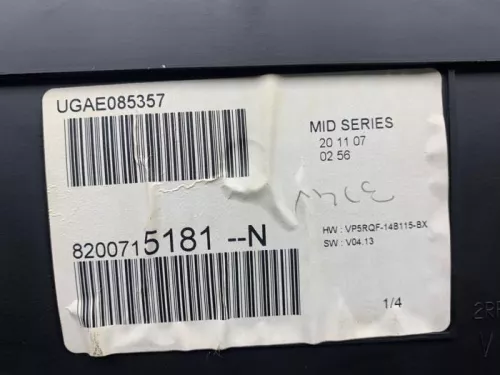 UGAE085357
MID SERIES
20 11 07
02 56
8200715181 --N
HW : VP5RQF-14B115-BX
SW : V04.13
1/4